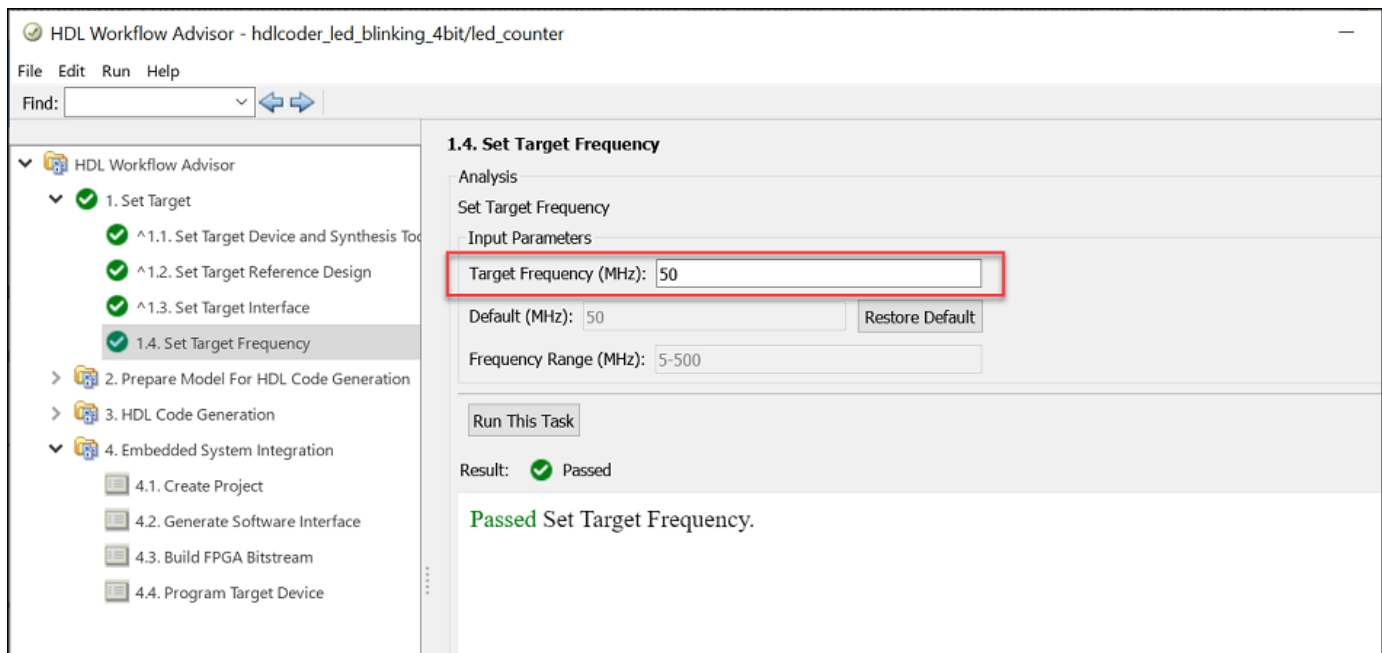 HDL Workflow Advisor - hdlcoder_led_blinking_4bit/led_counter
File Edit Run Help
Find:
HDL Workflow Advisor
1. Set Target
^1.1. Set Target Device and Synthesis Too
^1.2. Set Target Reference Design
^1.3. Set Target Interface
1.4. Set Target Frequency
2. Prepare Model For HDL Code Generation
3. HDL Code Generation
4. Embedded System Integration
4.1. Create Project
4.2. Generate Software Interface
4.3. Build FPGA Bitstream
4.4. Program Target Device
1.4. Set Target Frequency
Analysis
Set Target Frequency
Input Parameters
Target Frequency (MHz): 50
Default (MHz): 50 Restore Default
Frequency Range (MHz): 5-500
Run This Task
Result: Passed
Passed Set Target Frequency.